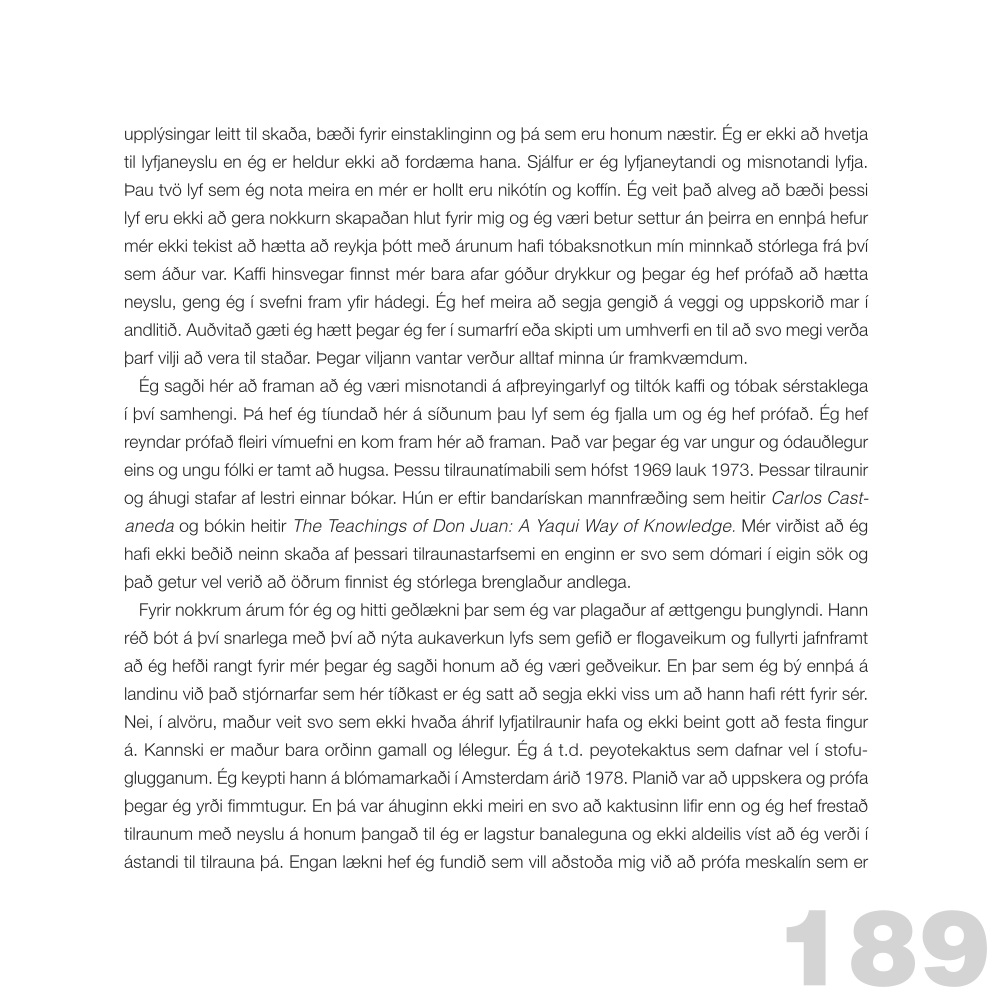 upplýsingar leitt til skaða, bæði fyrir einstaklinginn og þá sem eru honum næstir. Ég er ekki að hvetja
til lyfjaneyslu en ég er heldur ekki að fordæma hana. Sjálfur er ég lyfjaneytandi og misnotandi lyfja.
Þau tvö lyf sem ég nota meira en mér er hollt eru nikótín og koffín. Ég veit það alveg að bæði þessi
lyf eru ekki að gera nokkurn skapaðan hlut fyrir mig og ég væri betur settur án þeirra en ennþá hefur
mér ekki tekist að hætta að reykja þótt með árunum hafi tóbaksnotkun mín minnkað stórlega frá því
sem áður var. Kaffi hinsvegar finnst mér bara afar góður drykkur og þegar ég hef prófað að hætta
neyslu, geng ég í svefni fram yfir hádegi. Ég hef meira að segja gengið á veggi og uppskorið mar í
andlitið. Auðvitað gæti ég hætt þegar ég fer í sumarfrí eða skipti um umhverfi en til að svo megi verða
þarf vilji að vera til staðar. Þegar viljann vantar verður alltaf minna úr framkvæmdum.
Ég sagði hér að framan að ég væri misnotandi á afþreyingarlyf og tiltók kaffi og tóbak sérstaklega
í því samhengi. Þá hef ég tíundað hér á síðunum þau lyf sem ég fjalla um og ég hef prófað. Ég hef
reyndar prófað fleiri vímuefni en kom fram hér að framan. Það var þegar ég var ungur og ódauðlegur
eins og ungu fólki er tamt að hugsa. Þessu tilraunatímabili sem hófst 1969 lauk 1973. Þessar tilraunir
og áhugi stafar af lestri einnar bókar. Hún er eftir bandarískan mannfræðing sem heitir Carlos Cast-
aneda og bókin heitir The Teachings of Don Juan: A Yaqui Way of Knowledge. Mér virðist að ég
hafi ekki beðið neinn skaða af þessari tilraunastarfsemi en enginn er svo sem dómari í eigin sök og
það getur vel verið að öðrum finnist ég stórlega brenglaður andlega.
Fyrir nokkrum árum fór ég og hitti geðlækni þar sem ég var plagaður af ættgengu þunglyndi. Hann
réð bót á því snarlega með því að nýta aukaverkun lyfs sem gefið er flogaveikum og fullyrti jafnframt
að ég hefði rangt fyrir mér þegar ég sagði honum að ég væri geðveikur. En þar sem ég bý ennþá á
landinu við það stjórnarfar sem hér tíðkast er ég satt að segja ekki viss um að hann hafi rétt fyrir sér.
Nei, í alvöru, maður veit svo sem ekki hvaða áhrif lyfjatilraunir hafa og ekki beint gott að festa fingur
á. Kannski er maður bara orðinn gamall og lélegur. Ég á t.d. peyotekaktus sem dafnar vel í stofu-
glugganum. Ég keypti hann á blómamarkaði í Amsterdam árið 1978. Planið var að uppskera og prófa
þegar ég yrði fimmtugur. En þá var áhuginn ekki meiri en svo að kaktusinn lifir enn og ég hef frestað
tilraunum með neyslu á honum þangað til ég er lagstur banaleguna og ekki aldeilis víst að ég verði í
ástandi til tilrauna þá. Engan lækni hef ég fundið sem vill aðstoða mig við að prófa meskalín sem er
189